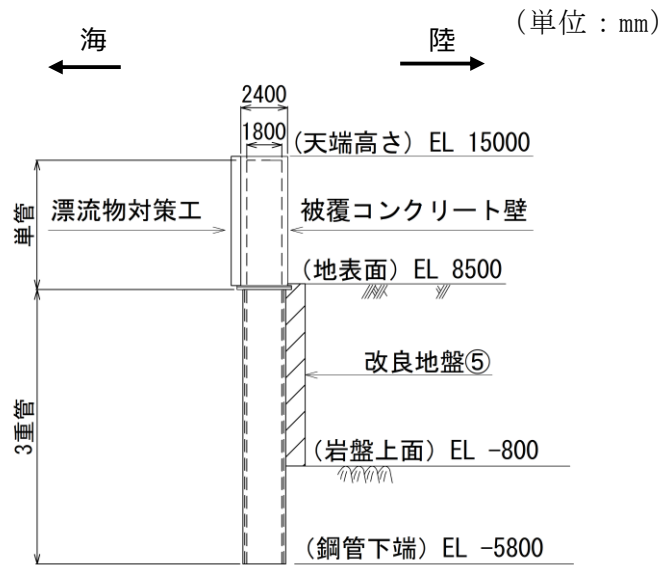 (単位:mm)
海
陸
2400
1800
(天端高さ) EL 15000
単管
漂流物対策工
被覆コンクリート壁
(地表面) EL 8500
改良地盤⑤
3重管
(岩盤上面) EL -800
(鋼管下端) EL -5800